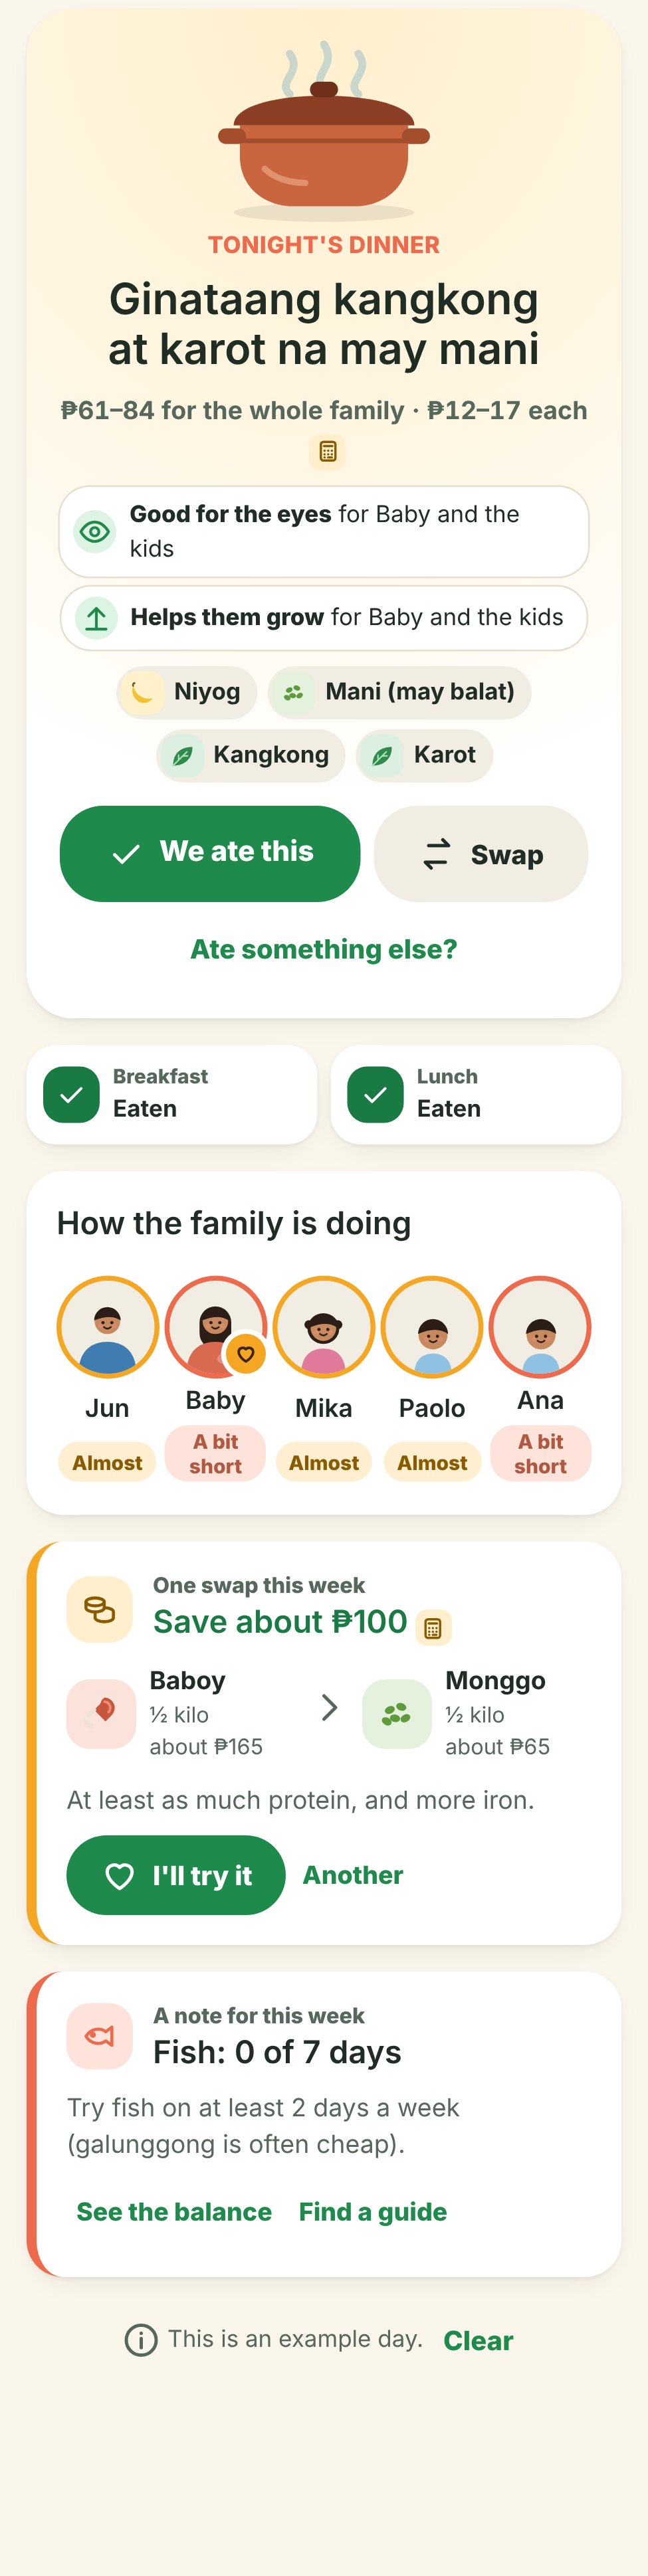 TONIGHT'S DINNER
Ginataang kangkong
at karot na may mani
₱61–84 for the whole family · ₱12–17 each
Good for the eyes for Baby and the
kids
Helps them grow for Baby and the kids
Niyog
Mani (may balat)
Kangkong
Karot
We ate this
Swap
Ate something else?
Breakfast
Eaten
Lunch
Eaten
How the family is doing
Jun
Almost
Baby
A bit
short
Mika
Almost
Paolo
Almost
Ana
A bit
short
One swap this week
Save about ₱100
Baboy
½ kilo
about ₱165
Monggo
½ kilo
about ₱65
At least as much protein, and more iron.
I'll try it
Another
A note for this week
Fish: 0 of 7 days
Try fish on at least 2 days a week
(galunggong is often cheap).
See the balance
Find a guide
This is an example day.
Clear